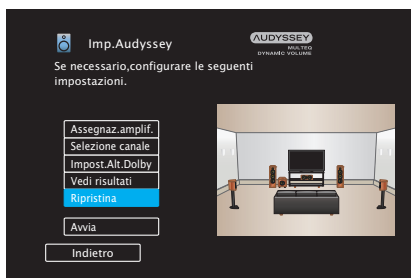 Imp.Audyssey
AUDYSSEY
MULTEQ
DYNAMIC VOLUME
Se necessario,configurare le seguenti
impostazioni.
Assegnaz.amplif.
Selezione canale
Impost.Alt.Dolby
Vedi risultati
Ripristina
Avvia
Indietro